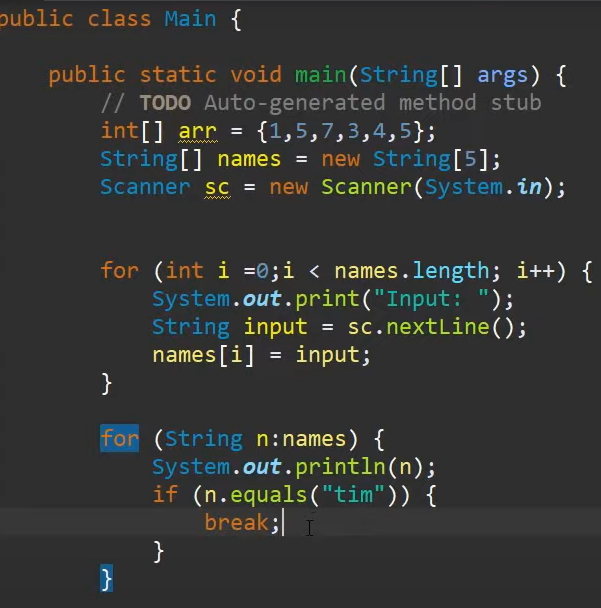 public class Main {
    public static void main(String[] args) {
        // TODO Auto-generated method stub
        int[] arr = {1,5,7,3,4,5};
        String[] names = new String[5];
        Scanner sc = new Scanner(System.in);
        for (int i =0;i < names.length; i++) {
            System.out.print("Input: ");
            String input = sc.nextLine();
            names[i] = input;
        }
        for (String n:names) {
            System.out.println(n);
            if (n.equals("tim")) {
                break;
            }
        }